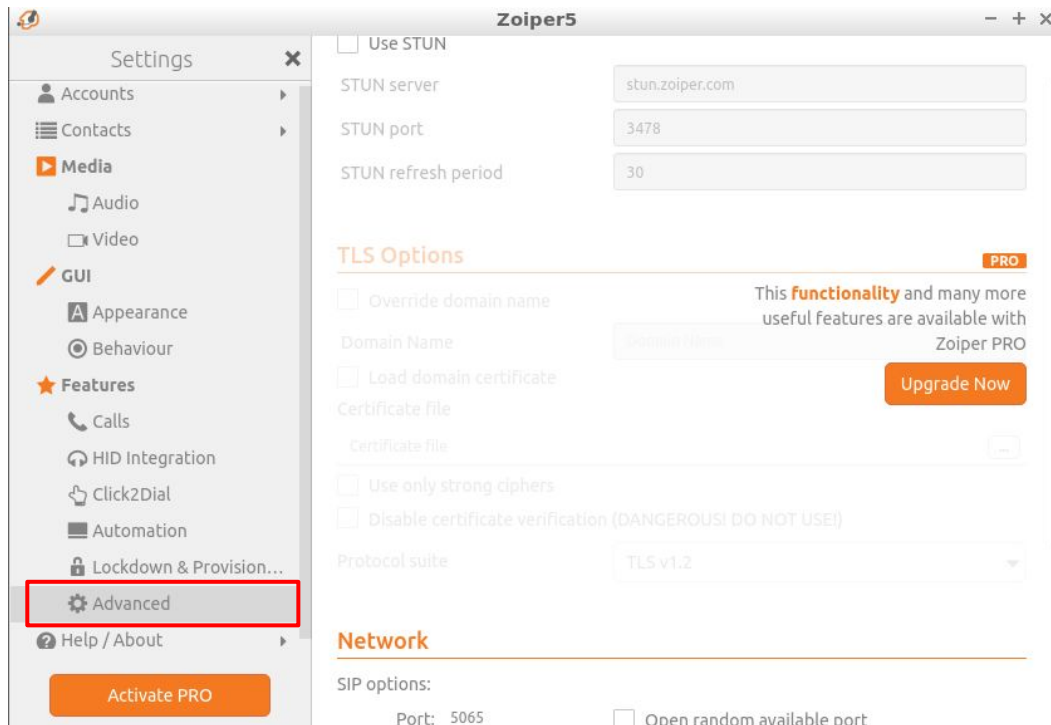 Zoiper5
Settings
Accounts
Contacts
Media
Audio
Video
GUI
Appearance
Behaviour
Features
Calls
HID Integration
Click2Dial
Automation
Lockdown & Provision...
Advanced
Help / About
Activate PRO
Use STUN
STUN server stun.zoiper.com
STUN port 3478
STUN refresh period 30
TLS Options PRO
This functionality and many more
useful features are available with
Zoiper PRO
Upgrade Now
Override domain name
Domain Name Domain Name
Load domain certificate
Certificate file
Certificate file ...
Use only strong ciphers
Disable certificate verification (DANGEROUS! DO NOT USE!)
Protocol suite TLS v1.2
Network
SIP options:
Port: 5065 Open random available port